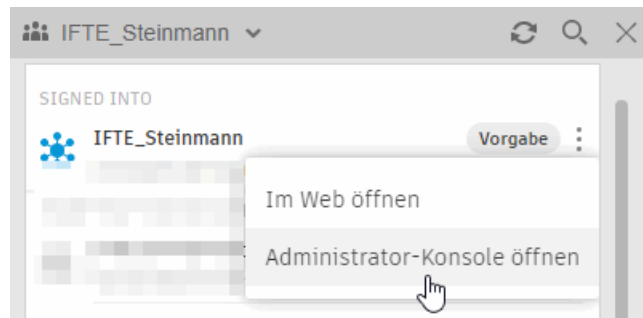 IFTE_Steinmann
SIGNED INTO
IFTE_Steinmann
Vorgabe
Im Web öffnen
Administrator-Konsole öffnen